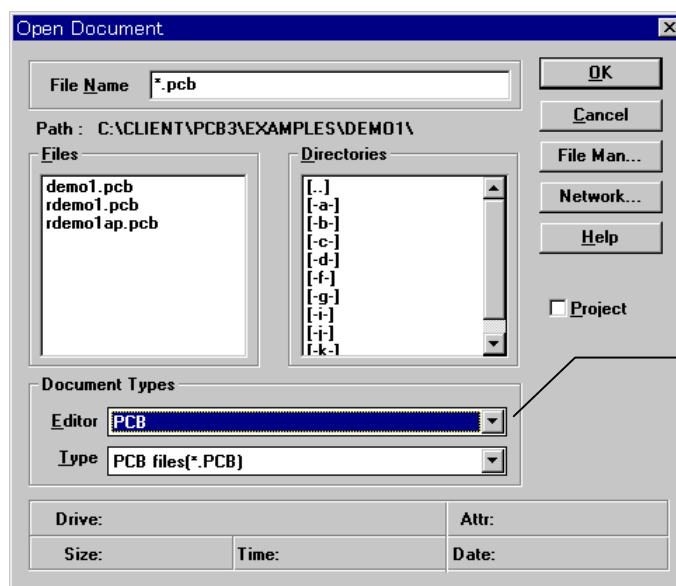 Open Document
File Name *.pcb
Path : C:\CLIENT\PCB3\EXAMPLES\DEMO1\
Files
demo1.pcb
rdemo1.pcb
rdemo1ap.pcb
Directories
[..]
[-a-]
[-b-]
[-c-]
[-d-]
[-f-]
[-g-]
[-i-]
[-j-]
[-k-]
OK
Cancel
File Man...
Network...
Help
Project
Document Types
Editor PCB
Type PCB files(*.PCB)
Drive: Attr:
Size: Time: Date: